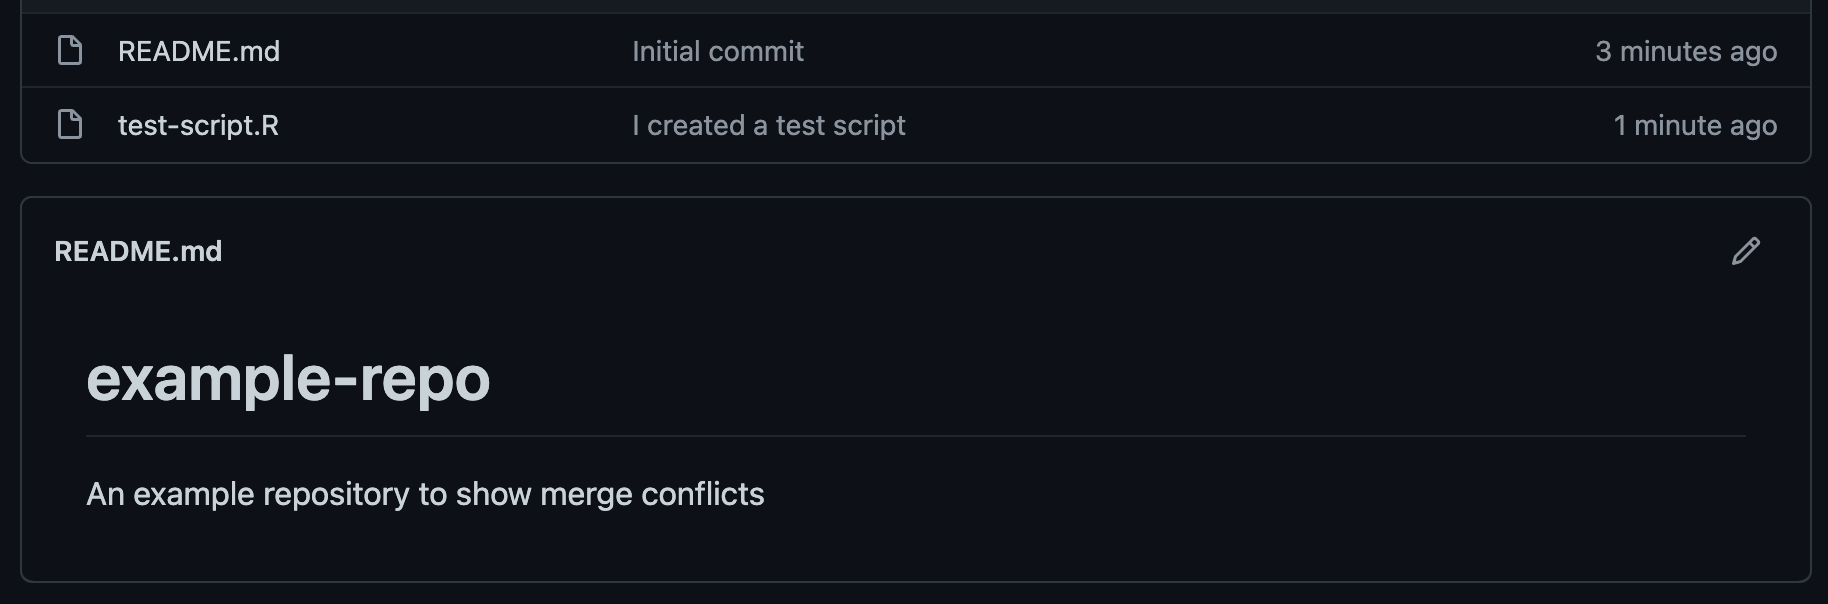 README.md Initial commit 3 minutes ago
test-script.R I created a test script 1 minute ago
README.md
example-repo
An example repository to show merge conflicts